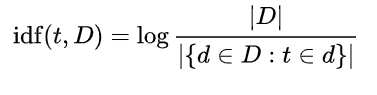 idf(t, D) = log |D| / |{d ∈ D : t ∈ d}|